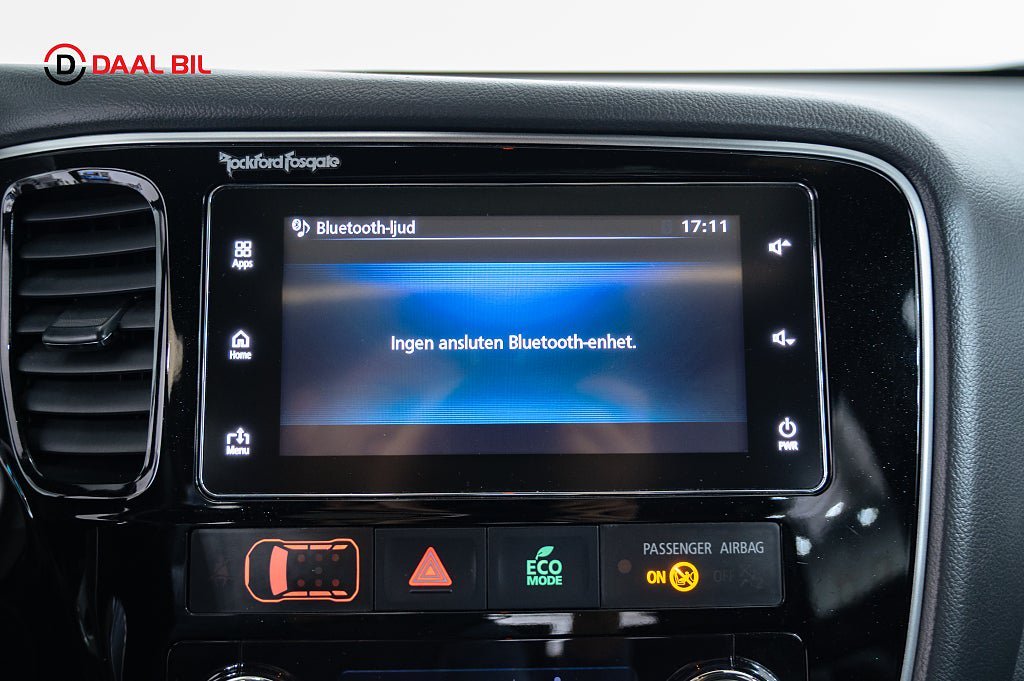 D DAAL BIL
Rockford Fosgate
Bluetooth-ljud 17:11
Apps
Ingen ansluten Bluetooth-enhet.
Home
Menu
PWR
ECO
MODE
PASSENGER AIRBAG
ON OFF